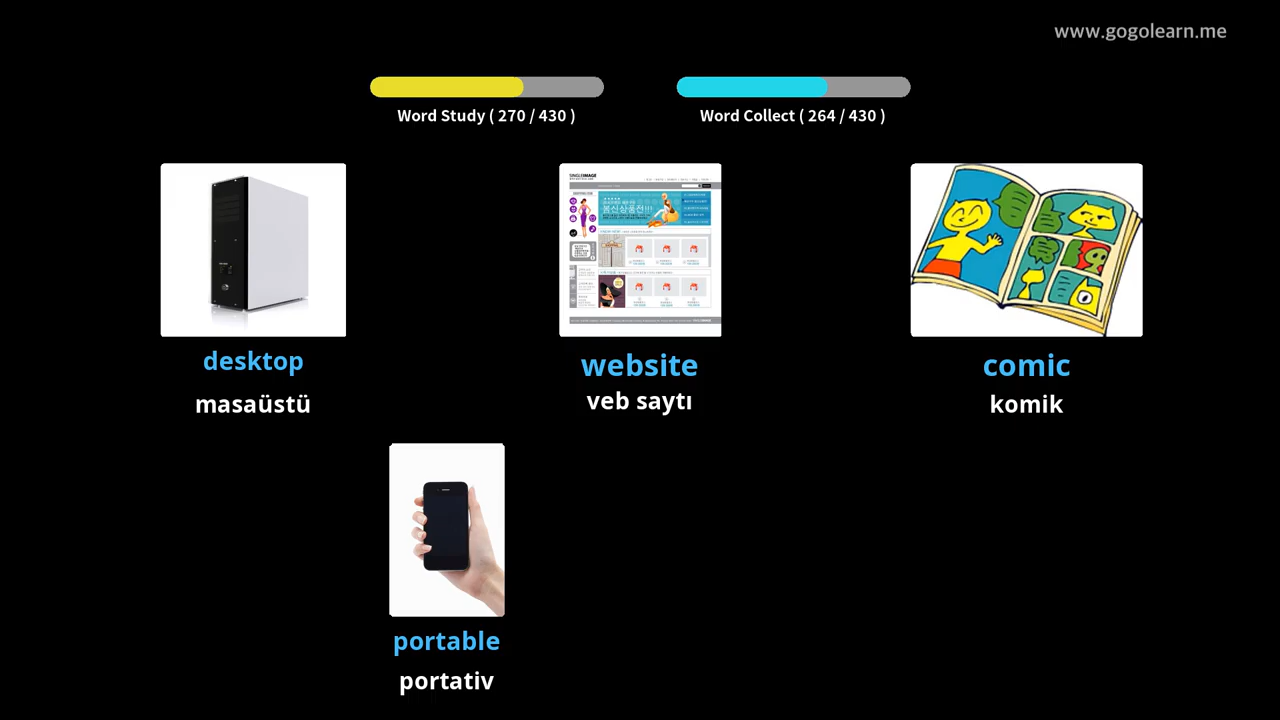 www.gogolearn.me
Word Study ( 270 / 430 )
Word Collect ( 264 / 430 )
desktop
website
comic
masaüstü
veb saytı
komik
portable
portativ